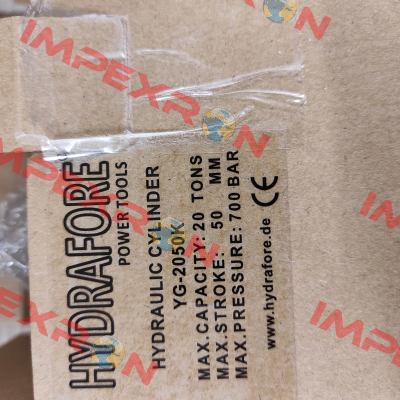 HYDRAFORE
POWER TOOLS
HYDRAULIC CYLINDER
YG-2050K
MAX.CAPACITY: 20 TONS
MAX.STROKE: 50 MM
MAX.PRESSURE: 700 BAR
www.hydrafore.de CE
IMPEXRON
IMPEXRON
IMPEXRON
IMPEXRON
IMPEXRON